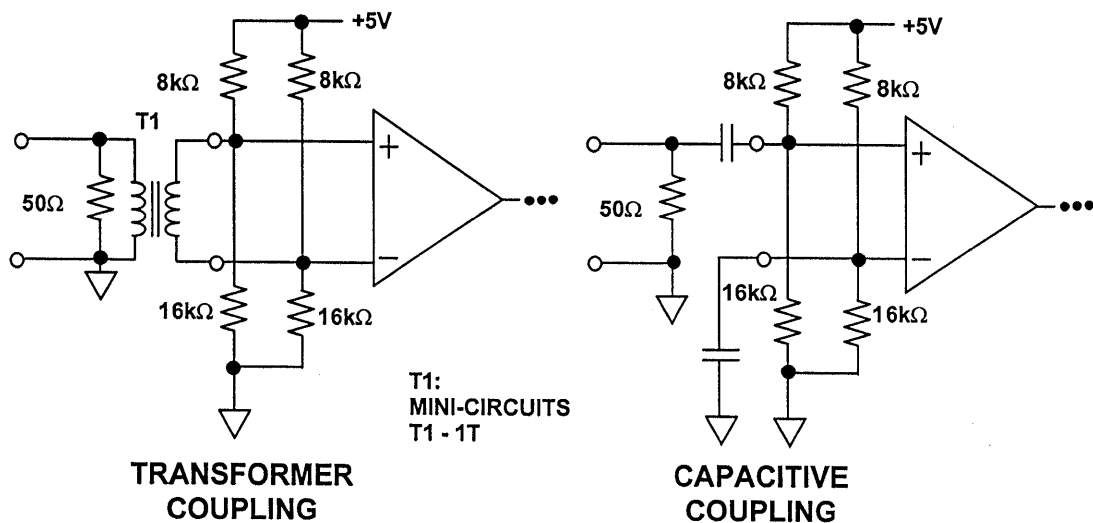 +5V
8kΩ
8kΩ
T1
+
50Ω
−
16kΩ
16kΩ
T1:
MINI-CIRCUITS
T1 - 1T
TRANSFORMER
COUPLING
+5V
8kΩ
8kΩ
+
50Ω
−
16kΩ
16kΩ
CAPACITIVE
COUPLING